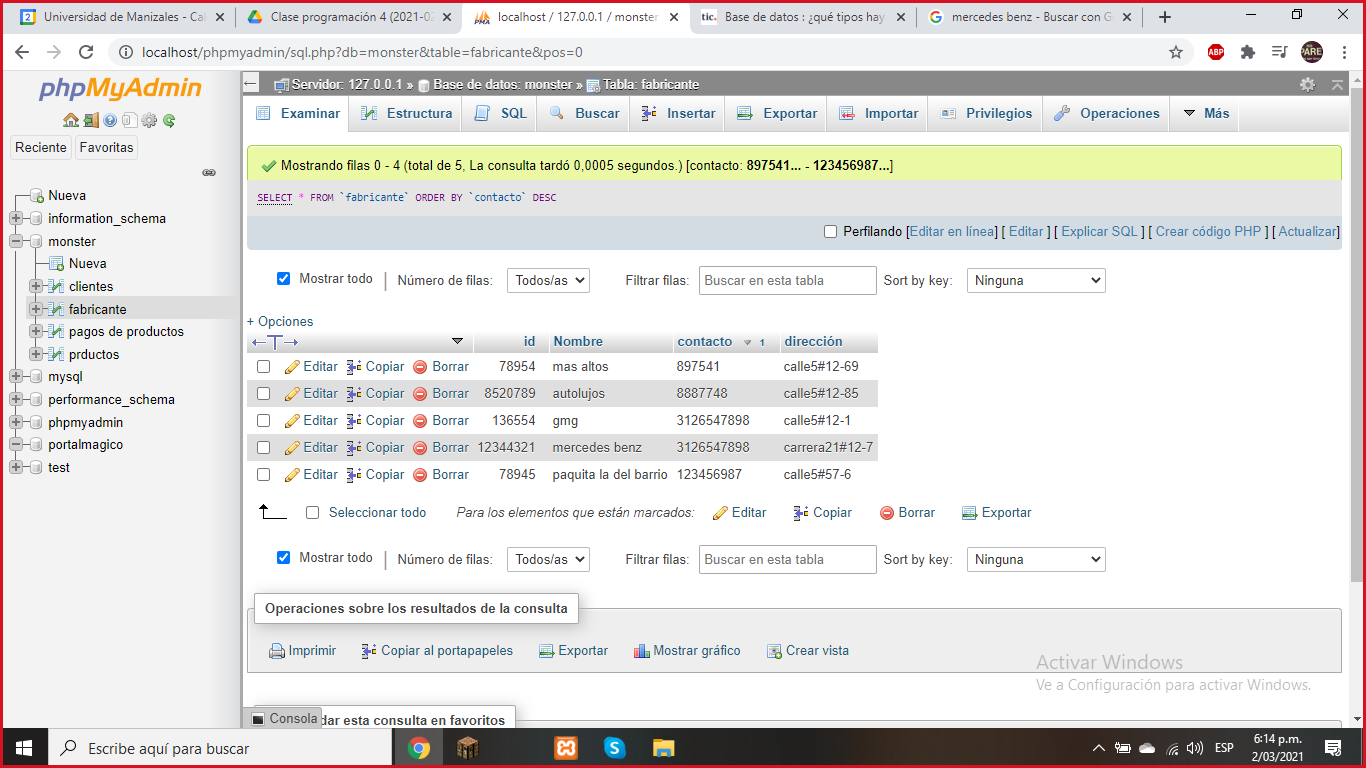 Universidad de Manizales - Cal
Clase programación 4 (2021-02
localhost / 127.0.0.1 / monster
tic.
Base de datos : ¿qué tipos hay
mercedes benz - Buscar con G
localhost/phpmyadmin/sql.php?db=monster&table=fabricante&pos=0
ABP
phpMyAdmin
Reciente
Favoritas
Nueva
information_schema
monster
Nueva
clientes
fabricante
pagos de productos
prductos
mysql
performance_schema
phpmyadmin
portalmagico
test
Servidor: 127.0.0.1 » Base de datos: monster » Tabla: fabricante
Examinar Estructura SQL Buscar Insertar Exportar Importar Privilegios Operaciones Más
Mostrando filas 0 - 4 (total de 5, La consulta tardó 0,0005 segundos.) [contacto: 897541... - 123456987...]
SELECT * FROM `fabricante` ORDER BY `contacto` DESC
Perfilando [Editar en línea] [ Editar ] [ Explicar SQL ] [ Crear código PHP ] [ Actualizar]
Mostrar todo | Número de filas: Todos/as Filtrar filas: Buscar en esta tabla Sort by key: Ninguna
+ Opciones
←T→ id Nombre contacto 1 dirección
Editar Copiar Borrar 78954 mas altos 897541 calle5#12-69
Editar Copiar Borrar 8520789 autolujos 8887748 calle5#12-85
Editar Copiar Borrar 136554 gmg 3126547898 calle5#12-1
Editar Copiar Borrar 12344321 mercedes benz 3126547898 carrera21#12-7
Editar Copiar Borrar 78945 paquita la del barrio 123456987 calle5#57-6
Seleccionar todo Para los elementos que están marcados: Editar Copiar Borrar Exportar
Mostrar todo | Número de filas: Todos/as Filtrar filas: Buscar en esta tabla Sort by key: Ninguna
Operaciones sobre los resultados de la consulta
Imprimir Copiar al portapapeles Exportar Mostrar gráfico Crear vista
Activar Windows
Ve a Configuración para activar Windows.
Consola
dar esta consulta en favoritos
Escribe aquí para buscar
ESP
6:14 p.m.
2/03/2021